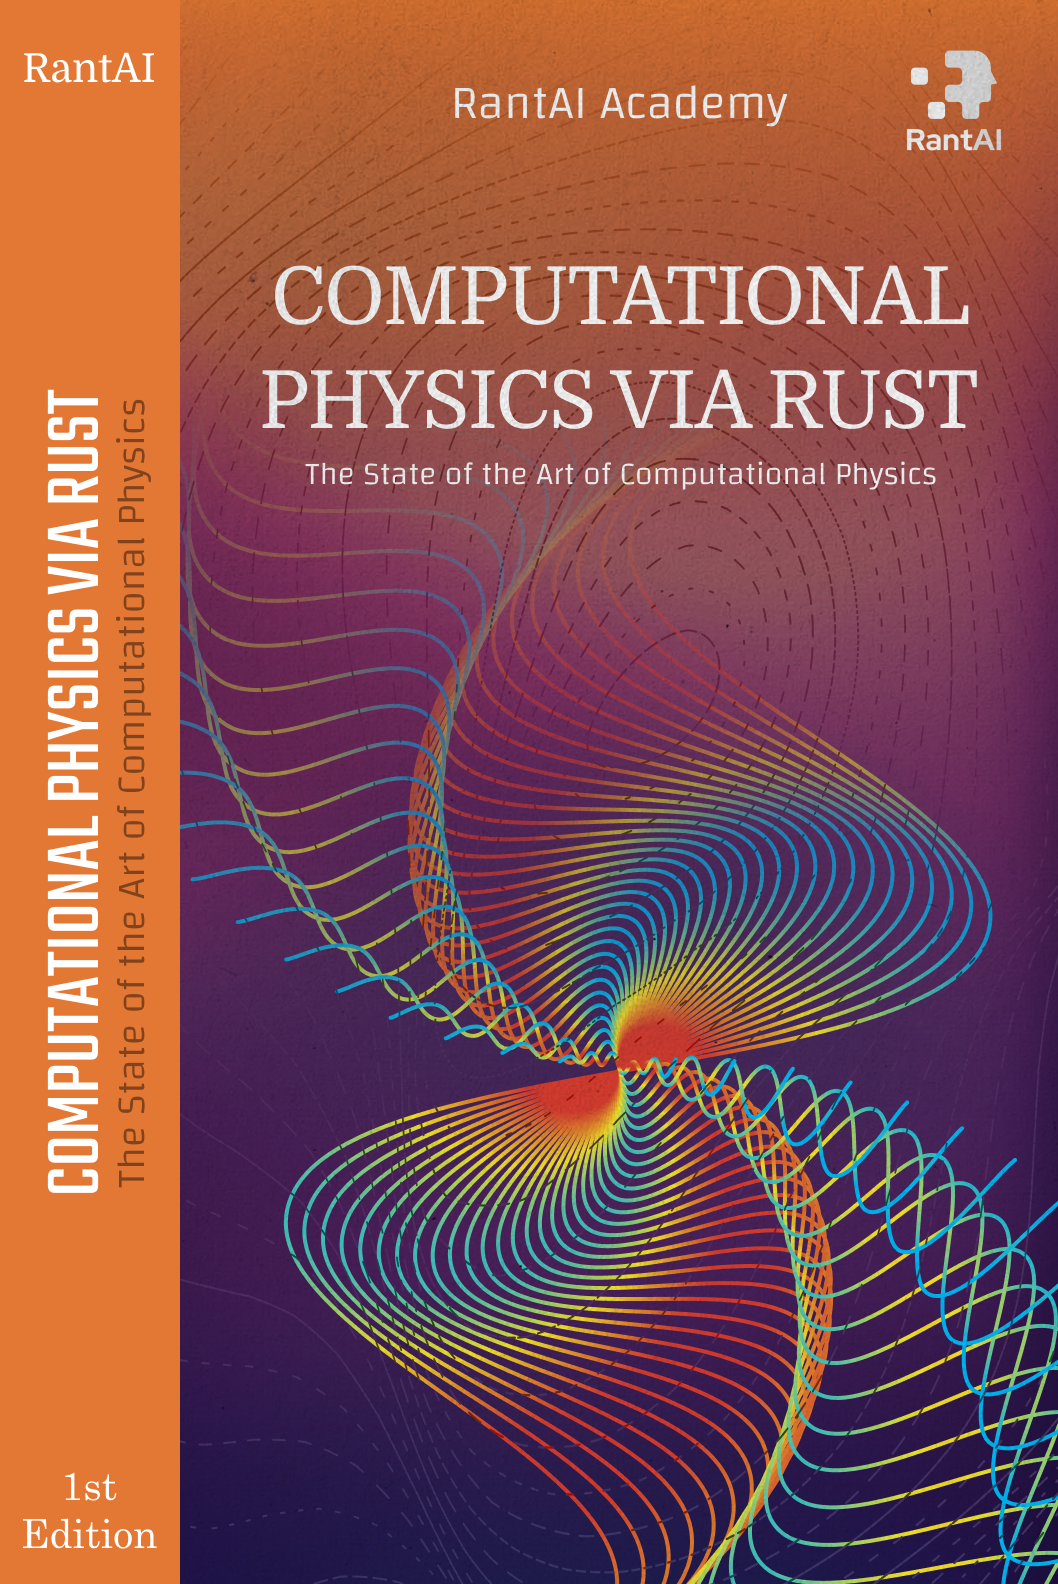 RantAI
COMPUTATIONAL PHYSICS VIA RUST
The State of the Art of Computational Physics
1st
Edition
RantAI Academy
RantAI
COMPUTATIONAL
PHYSICS VIA RUST
The State of the Art of Computational Physics